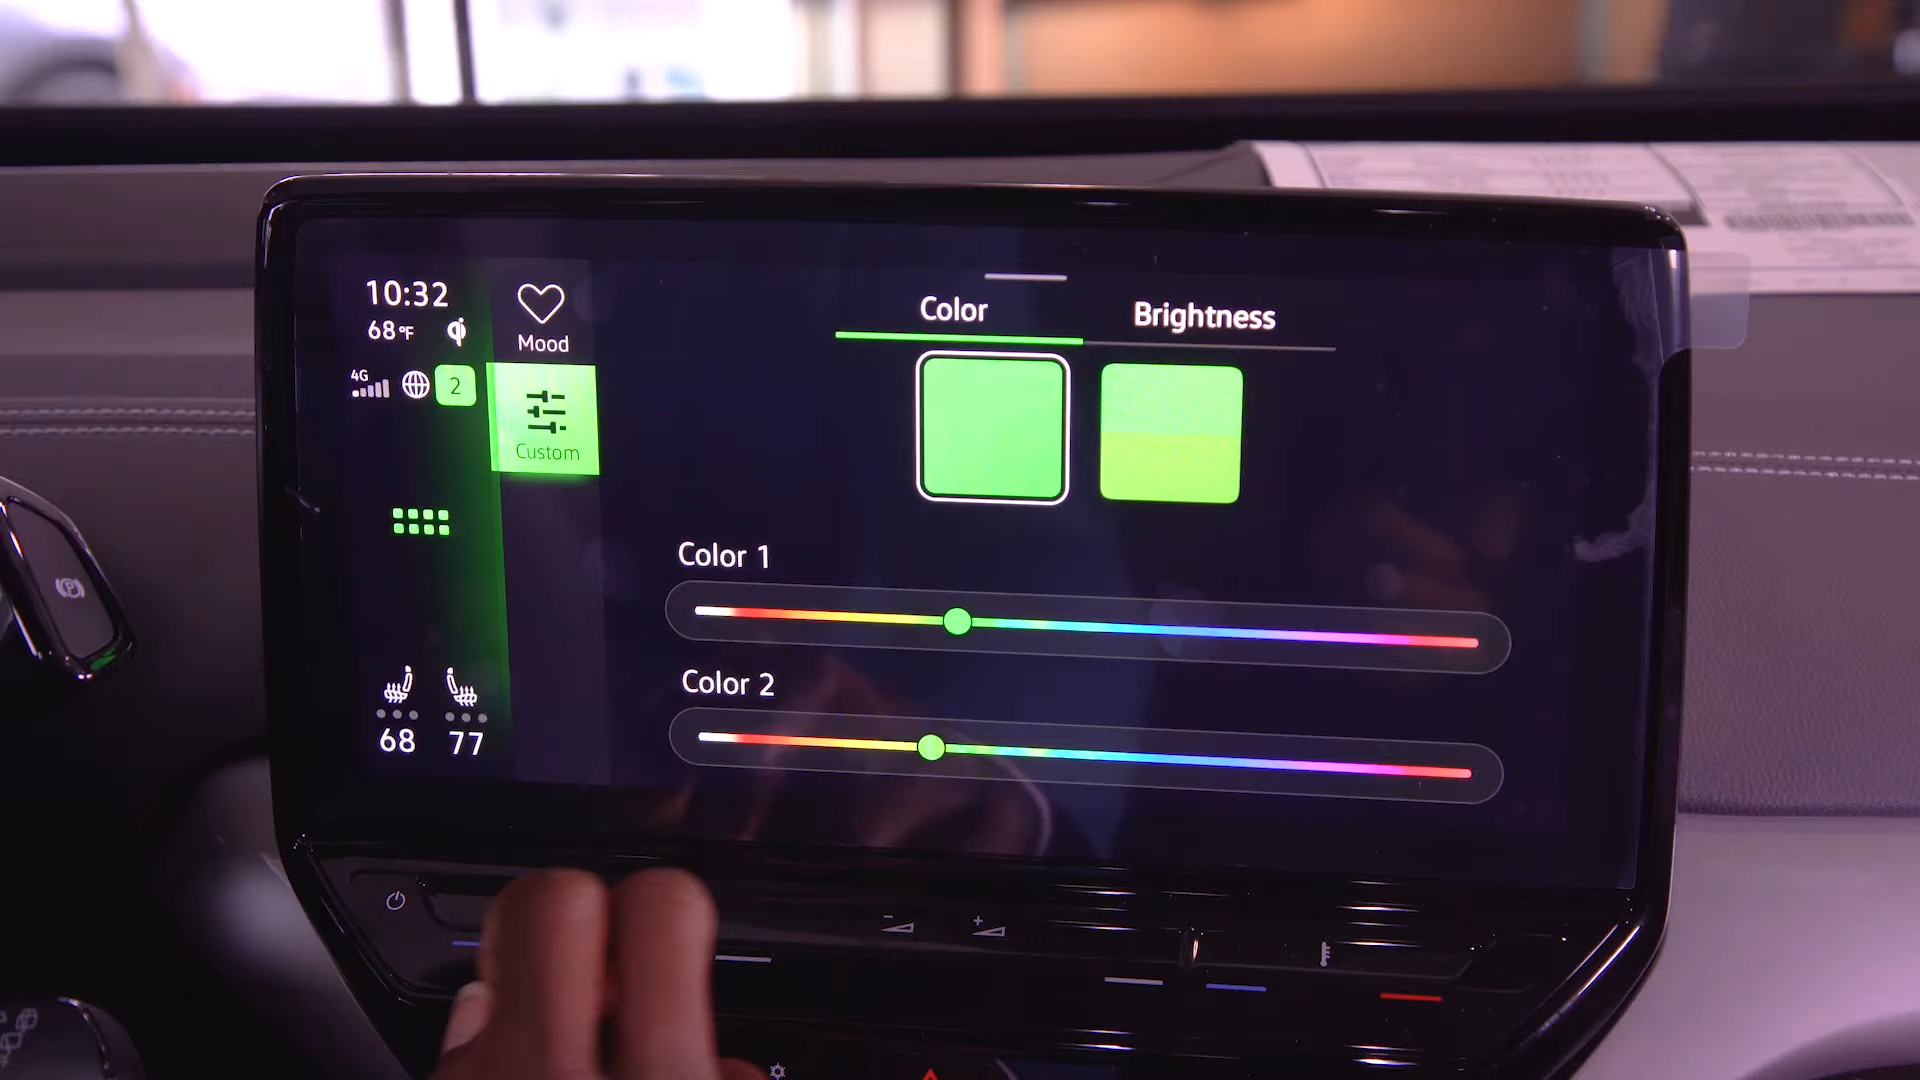 10:32
68°F
4G
2
Mood
Custom
Color
Brightness
Color 1
Color 2
68
77
P
-
+